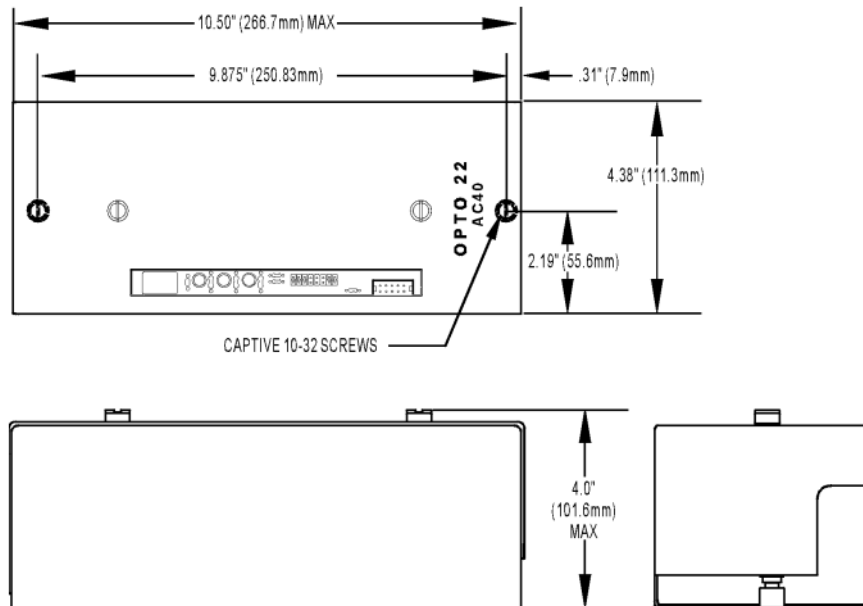 10.50" (266.7mm) MAX
9.875" (250.83mm)
.31" (7.9mm)
4.38" (111.3mm)
OPTO 22
AC40
2.19" (55.6mm)
CAPTIVE 10-32 SCREWS
4.0"
(101.6mm)
MAX